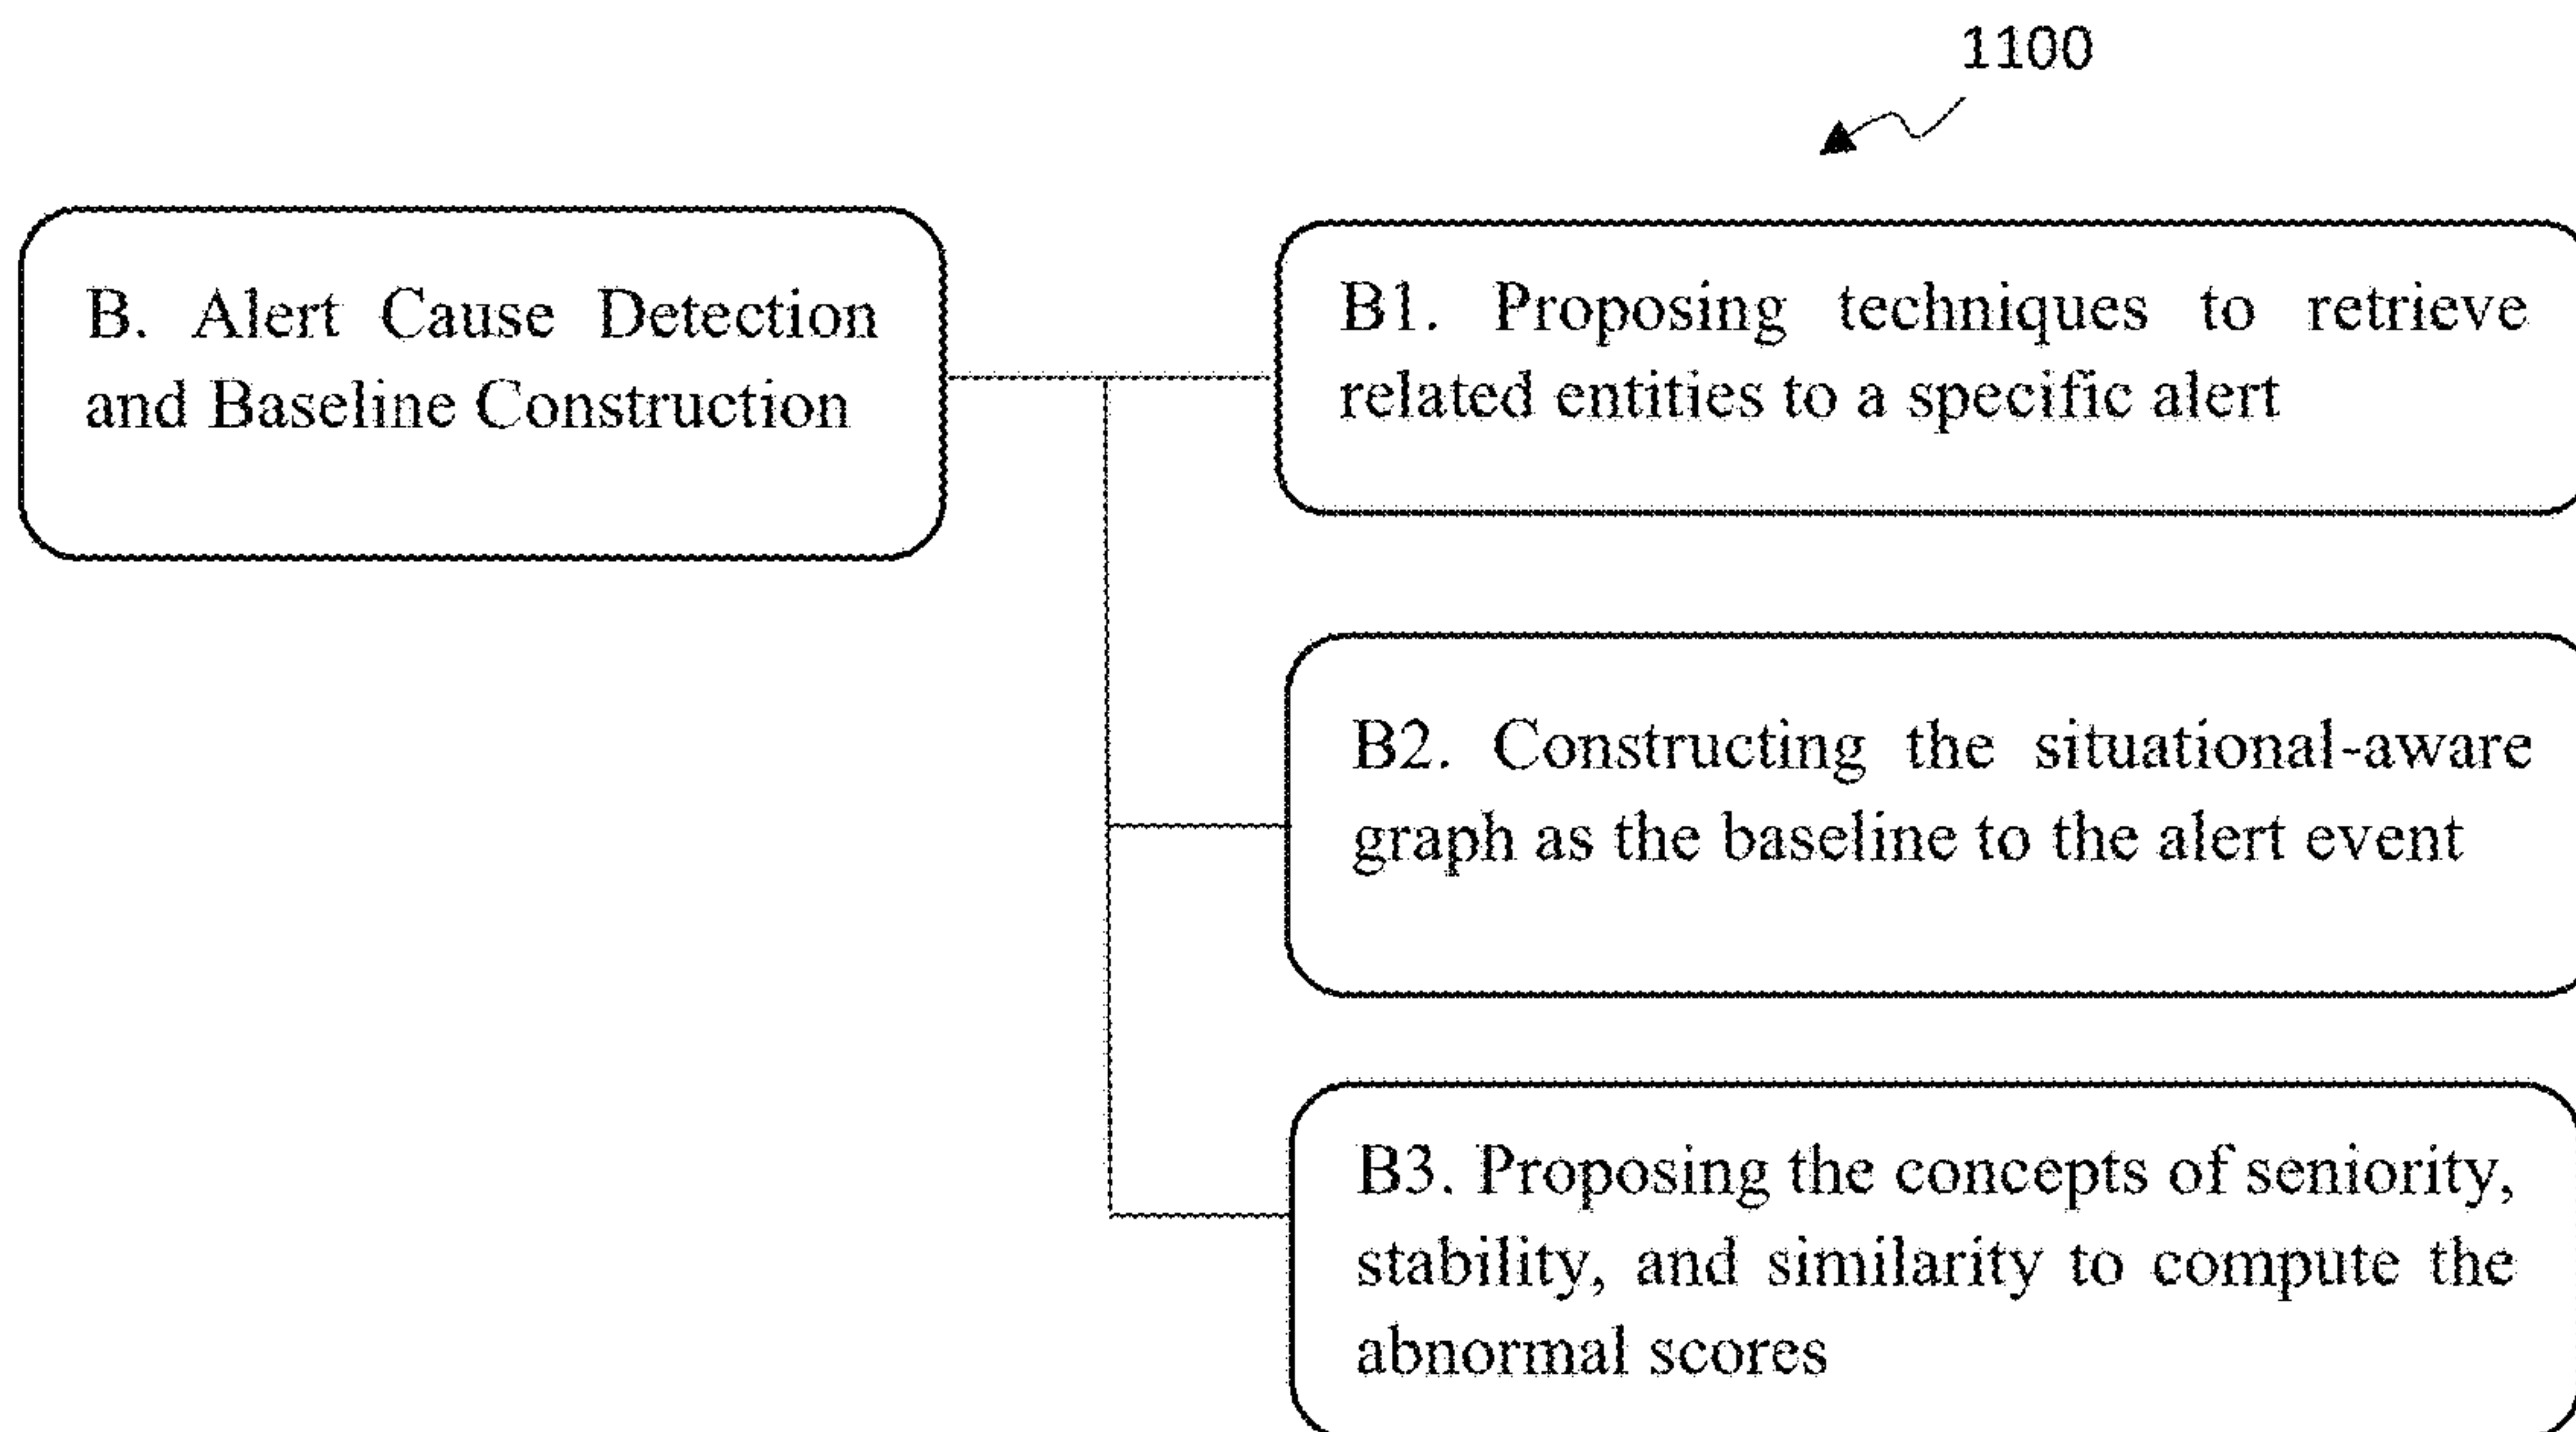 1100
B. Alert Cause Detection
and Baseline Construction
B1. Proposing techniques to retrieve
related entities to a specific alert
B2. Constructing the situational-aware
graph as the baseline to the alert event
B3. Proposing the concepts of seniority,
stability, and similarity to compute the
abnormal scores